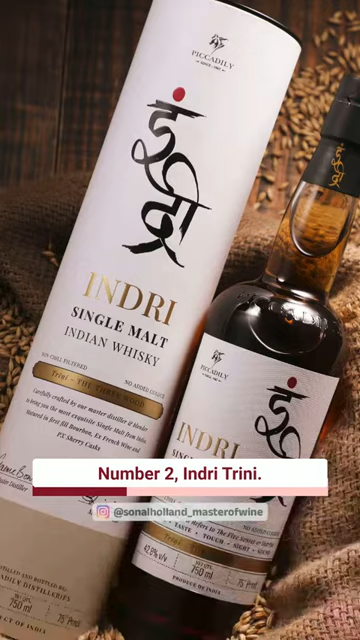 PICCADILY
इंद्री
INDRI
SINGLE MALT
INDIAN WHISKY
NON CHILL FILTERED
NO ADDED COLOUR
Trini - THE THREE WOOD
Carefully crafted by our master distiller & blender
to bring you the most exquisite Single Malt from India.
Matured in first fill Bourbon, Ex-French Wine and
PX Sherry Casks
750 ml
75° Proof
PICCADILY
INDRI
Number 2, Indri Trini.
@sonalholland_masterofwine
TASTE • TOUCH • NIGHT
42.8%v/v
750 ml
75° Proof
PRODUCE OF INDIA